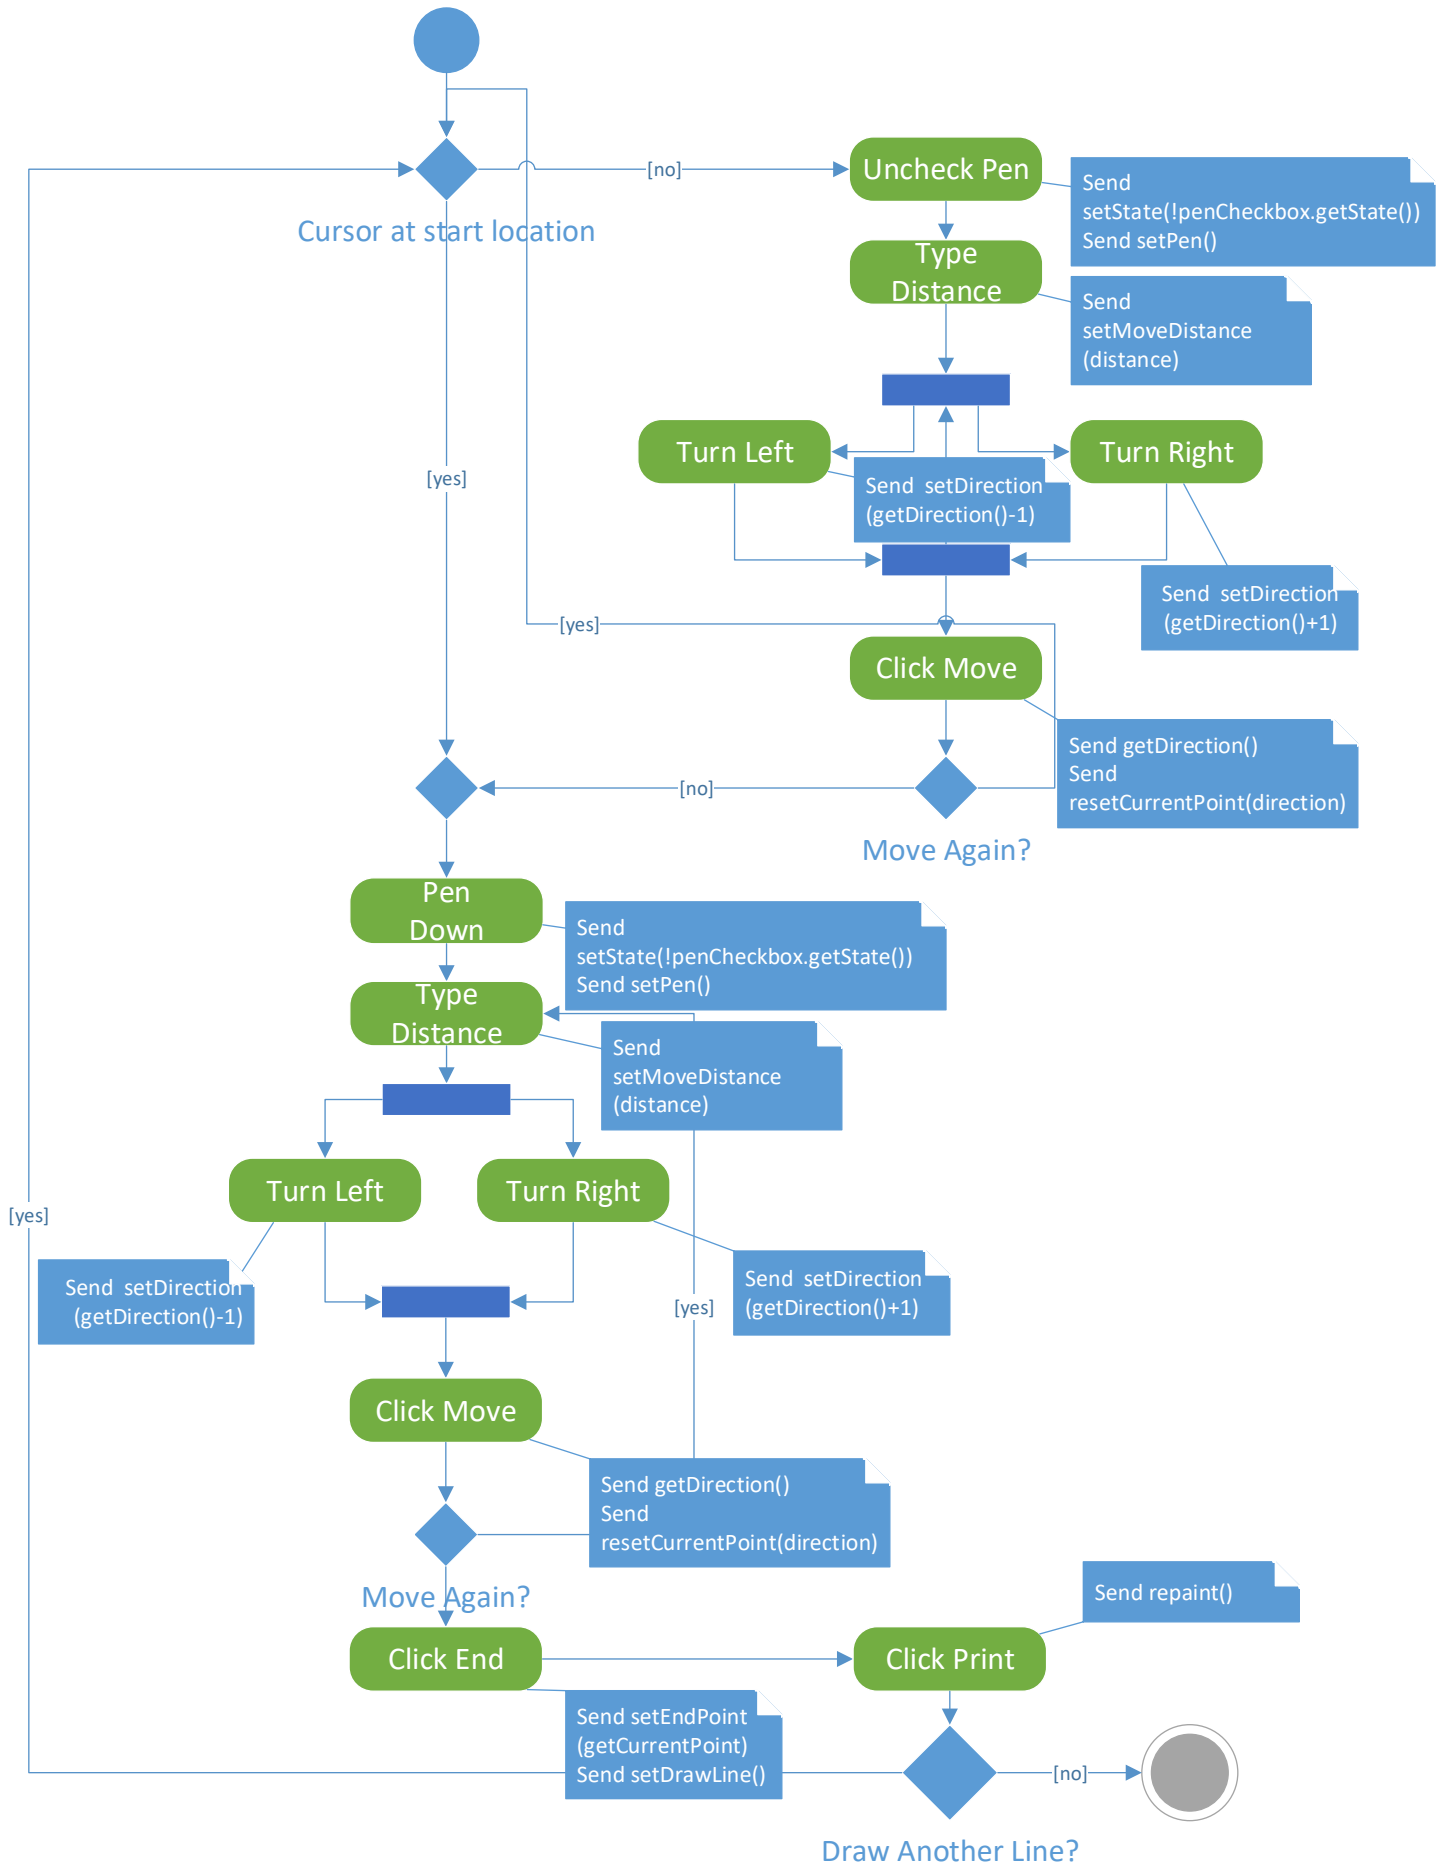 [no]
Uncheck Pen
Send
setState(!penCheckbox.getState())
Send setPen()
Cursor at start location
Type
Distance
Send
setMoveDistance
(distance)
Turn Left
Turn Right
[yes]
Send setDirection
(getDirection()-1)
Send setDirection
(getDirection()+1)
[yes]
Click Move
Send getDirection()
Send
resetCurrentPoint(direction)
[no]
Move Again?
Pen
Down
Send
setState(!penCheckbox.getState())
Send setPen()
Type
Distance
Send
setMoveDistance
(distance)
Turn Left
Turn Right
[yes]
Send setDirection
(getDirection()-1)
Send setDirection
(getDirection()+1)
[yes]
Click Move
Send getDirection()
Send
resetCurrentPoint(direction)
Move Again?
Send repaint()
Click End
Click Print
Send setEndPoint
(getCurrentPoint)
Send setDrawLine()
[no]
Draw Another Line?